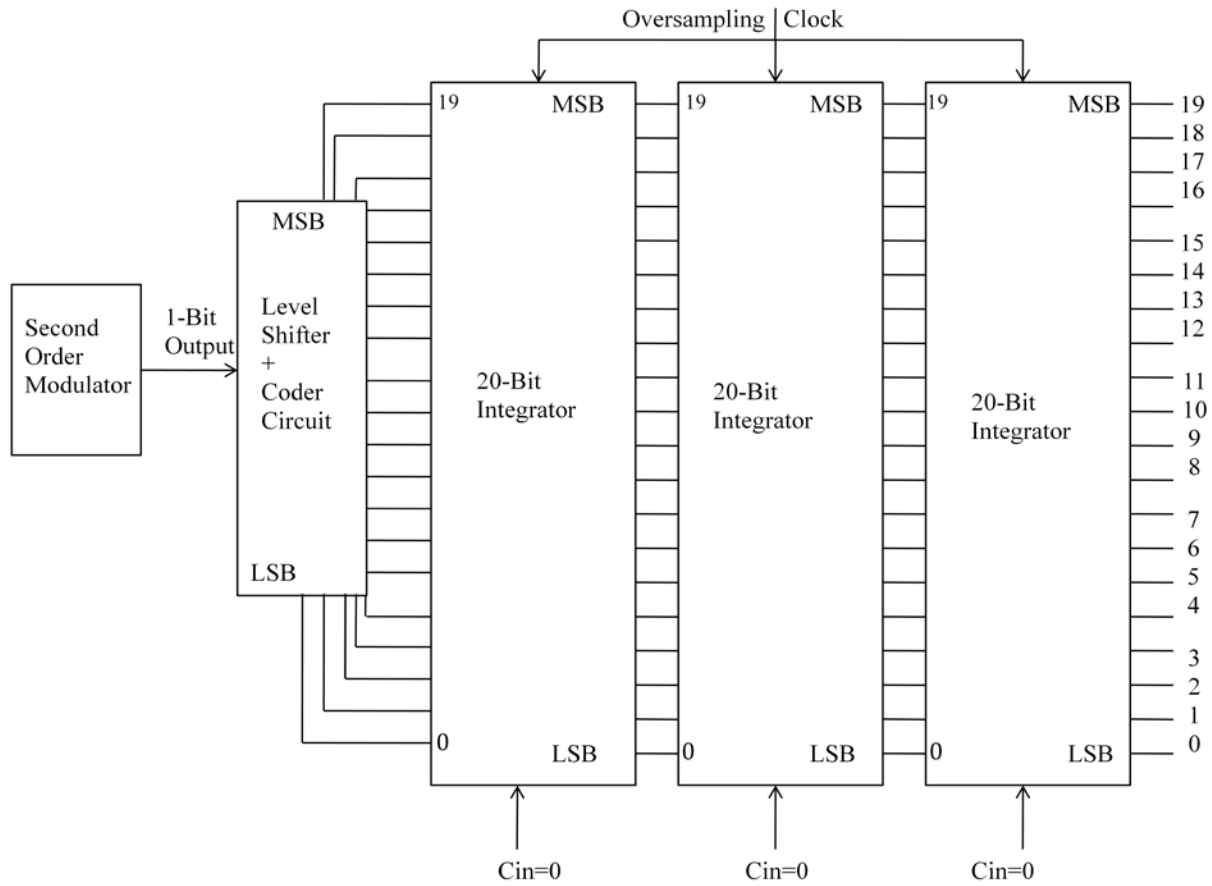 Oversampling Clock
19 MSB 19 MSB 19 MSB 19
18
17
16
MSB
15
14
Level
Shifter
+
Coder
Circuit
1-Bit
Output
Second
Order
Modulator
13
12
20-Bit
Integrator
20-Bit
Integrator
20-Bit
Integrator
11
10
9
8
7
6
LSB
5
4
3
2
1
0 LSB 0 LSB 0 LSB 0
Cin=0 Cin=0 Cin=0